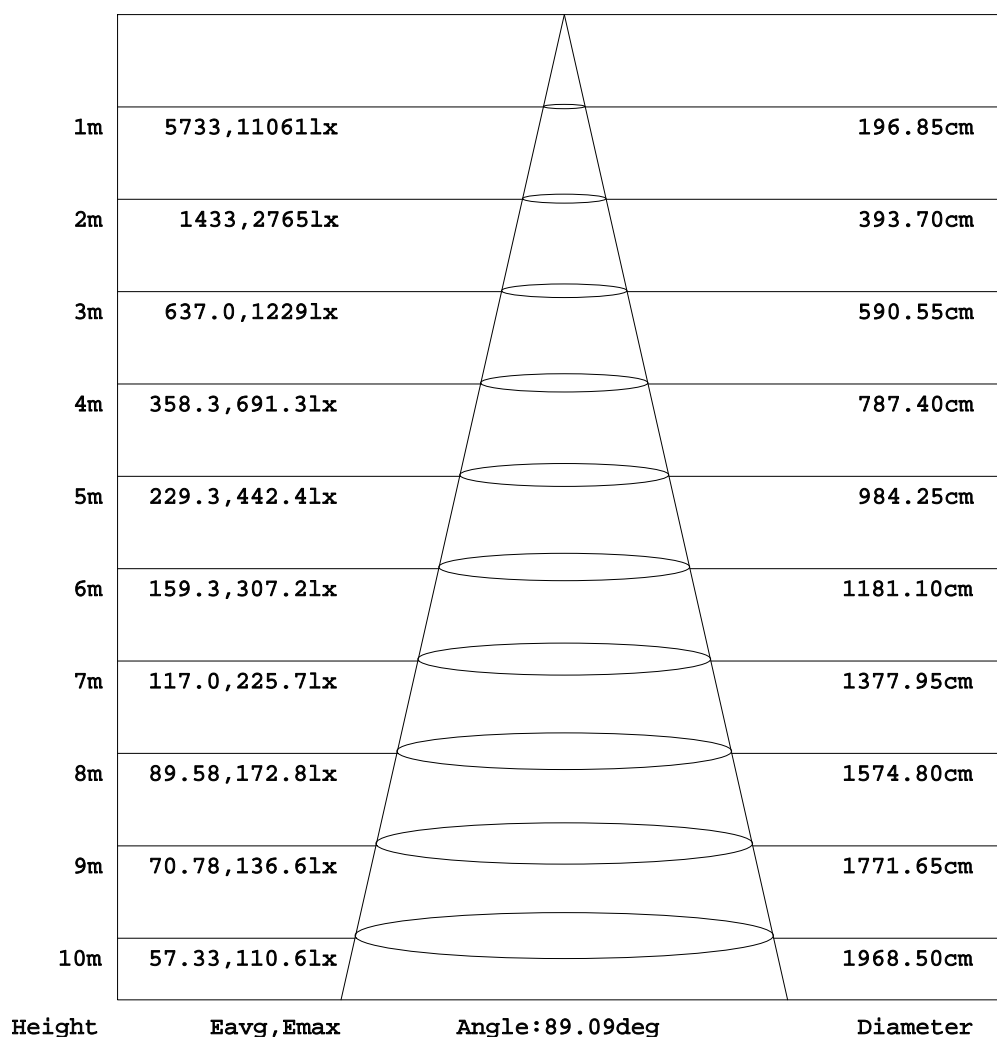 1m 5733,11061lx 196.85cm
2m 1433,2765lx 393.70cm
3m 637.0,1229lx 590.55cm
4m 358.3,691.3lx 787.40cm
5m 229.3,442.4lx 984.25cm
6m 159.3,307.2lx 1181.10cm
7m 117.0,225.7lx 1377.95cm
8m 89.58,172.8lx 1574.80cm
9m 70.78,136.6lx 1771.65cm
10m 57.33,110.6lx 1968.50cm
Height Eavg,Emax Angle:89.09deg Diameter